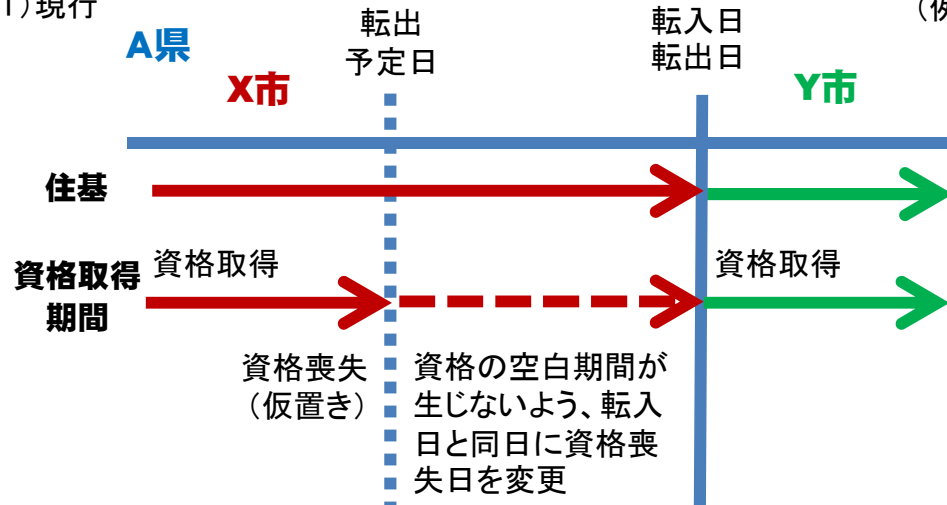 1)現行
(仮
A県
転出
予定日
転入日
転出日
X市
Y市
住基
資格取得
期間
資格取得
資格取得
資格喪失
(仮置き)
資格の空白期間が
生じないよう、転入
日と同日に資格喪
失日を変更